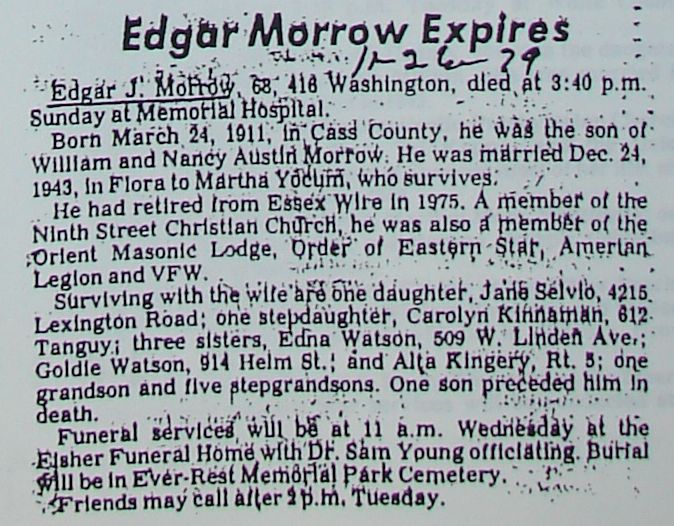 Edgar Morrow Expires
Edgar J. Morrow, 68, 416 Washington, died at 3:40 p.m.
Sunday at Memorial Hospital.
Born March 24, 1911, in Cass County, he was the son of
William and Nancy Austin Morrow. He was married Dec. 24,
1943, in Flora to Martha Yocum, who survives.
He had retired from Essex Wire in 1975. A member of the
Ninth Street Christian Church, he was also a member of the
Orient Masonic Lodge, Order of Eastern Star, Amerian
Legion and VFW.
Surviving with the wife are one daughter, Jane Selvio, 4215
Lexington Road; one stepdaughter, Carolyn Kinnaman, 612
Tanguy; three sisters, Edna Watson, 509 W. Linden Ave.;
Goldie Watson, 914 Helm St.; and Alta Kingery, Rt. 5; one
grandson and five stepgrandsons. One son preceded him in
death.
Funeral services will be at 11 a.m. Wednesday at the
Fisher Funeral Home with Dr. Sam Young officiating. Burial
will be in Ever-Rest Memorial Park Cemetery.
Friends may call after 2 p.m. Tuesday.